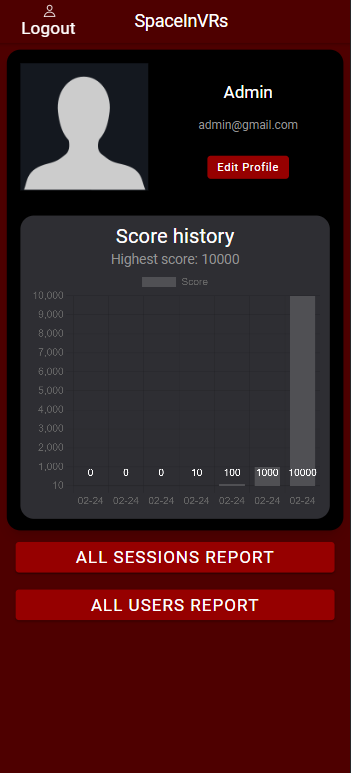 Logout
SpaceInVRs
Admin
admin@gmail.com
Edit Profile
Score history
Highest score: 10000
Score
10,000
9,000
8,000
7,000
6,000
5,000
4,000
3,000
2,000
1,000
10
0 0 0 10 100 1000 10000
02-24 02-24 02-24 02-24 02-24 02-24 02-24
ALL SESSIONS REPORT
ALL USERS REPORT